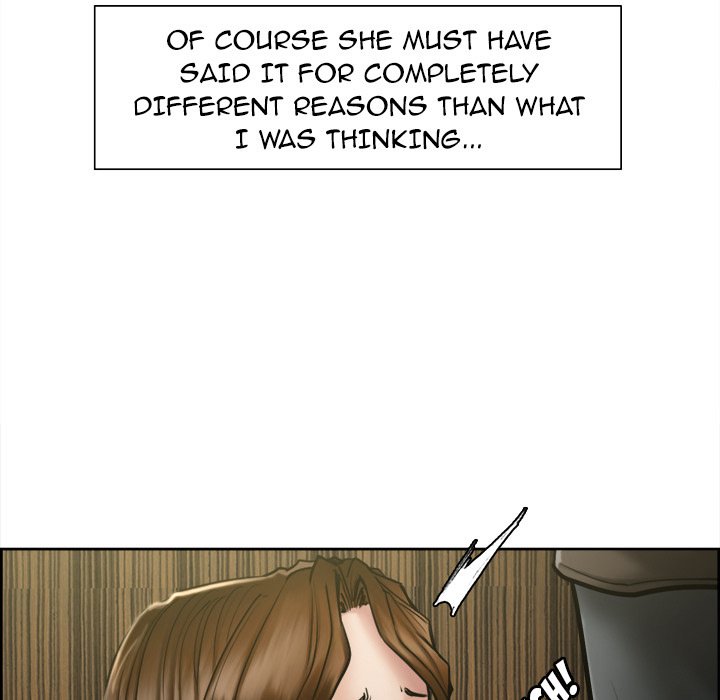 OF COURSE SHE MUST HAVE
SAID IT FOR COMPLETELY
DIFFERENT REASONS THAN WHAT
I WAS THINKING...